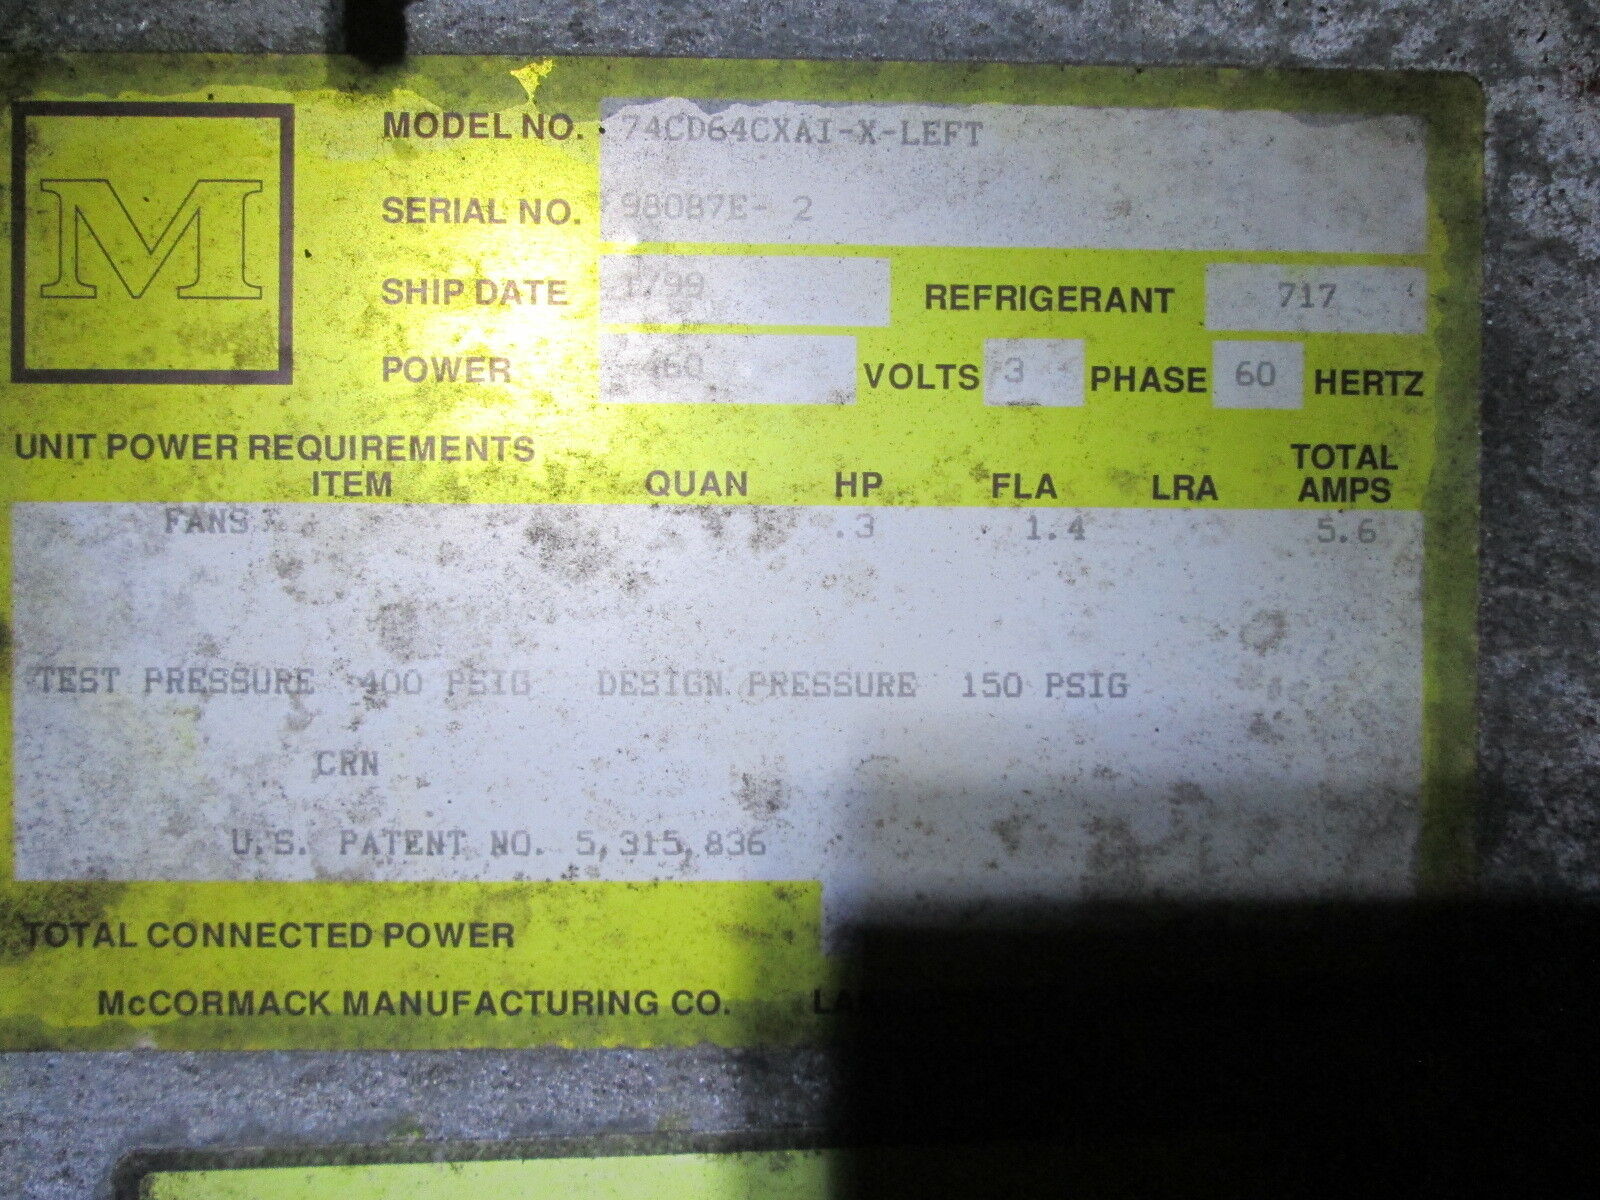 M
MODEL NO. 74CD64CXAI-X-LEFT
SERIAL NO. 98087E- 2
SHIP DATE 1/99 REFRIGERANT 717
POWER 460 VOLTS 3 PHASE 60 HERTZ
UNIT POWER REQUIREMENTS
ITEM QUAN HP FLA LRA TOTAL AMPS
FANS .3 1.4 5.6
TEST PRESSURE 400 PSIG DESIGN PRESSURE 150 PSIG
CRN
U.S. PATENT NO. 5,315,836
TOTAL CONNECTED POWER
McCORMACK MANUFACTURING CO.